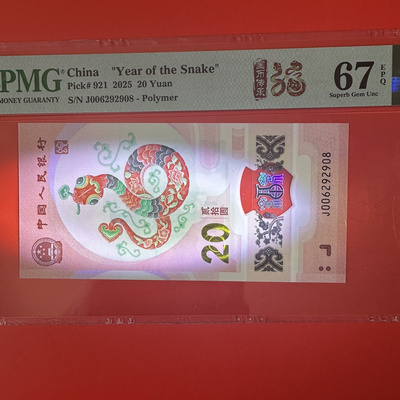 PMG China "Year of the Snake"
MONEY GUARANTY Pick# 921 2025 20 Yuan
S/N J006292908 - Polymer
福
67 EPQ
Superb Gem Unc
中国人民银行
贰拾圆
20
J006292908